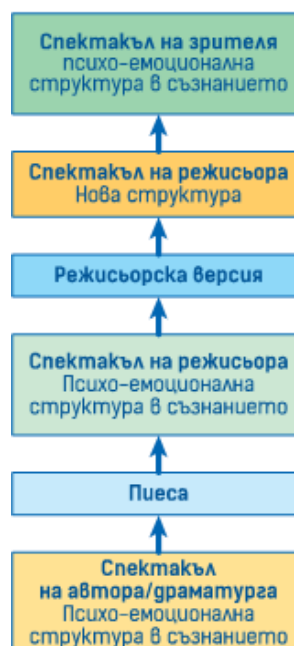 Спектакъл на зрителя
психо-емоционална
структура в съзнанието
Спектакъл на режисьора
Нова структура
Режисьорска версия
Спектакъл на режисьора
Психо-емоционална
структура в съзнанието
Пиеса
Спектакъл
на автора/драматурга
Психо-емоционална
структура в съзнанието